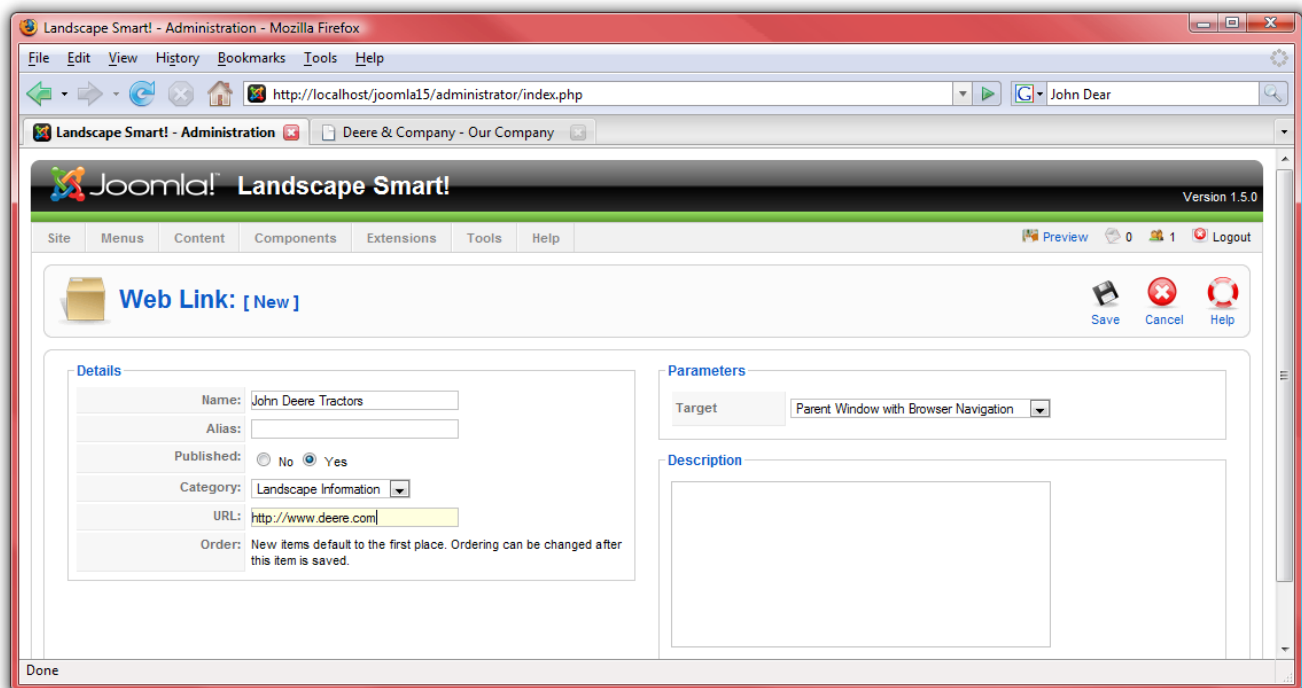 Landscape Smart! - Administration - Mozilla Firefox
File Edit View History Bookmarks Tools Help
http://localhost/joomla15/administrator/index.php G John Dear
Landscape Smart! - Administration Deere & Company - Our Company
Joomla! Landscape Smart!
Version 1.5.0
Site Menus Content Components Extensions Tools Help Preview 0 1 Logout
Web Link: [ New ]
Save Cancel Help
Details
Name: John Deere Tractors
Alias:
Published: No Yes
Category: Landscape Information
URL: http://www.deere.com
Order: New items default to the first place. Ordering can be changed after
this item is saved.
Parameters
Target Parent Window with Browser Navigation
Description
Done